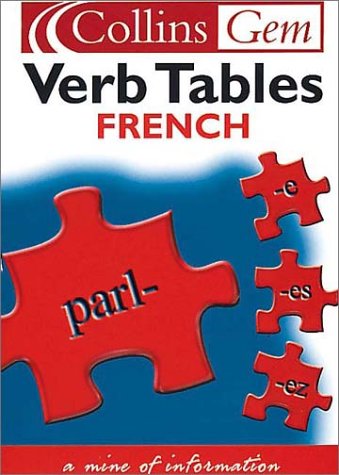 Collins Gem
Verb Tables
FRENCH
-e
parl-
-es
-ez
a mine of information